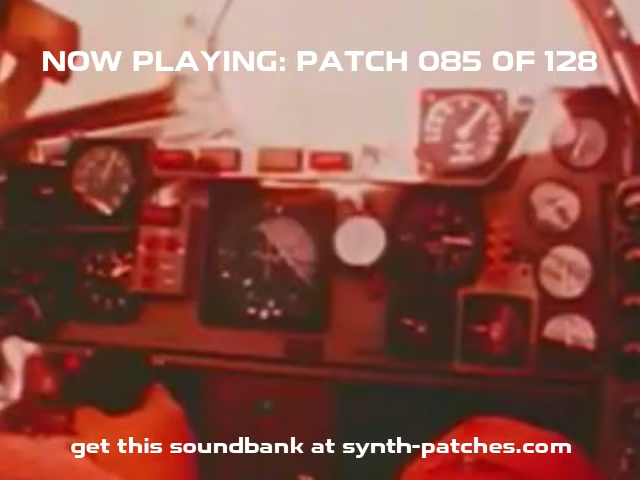 NOW PLAYING: PATCH 085 OF 128
get this soundbank at synth-patches.com